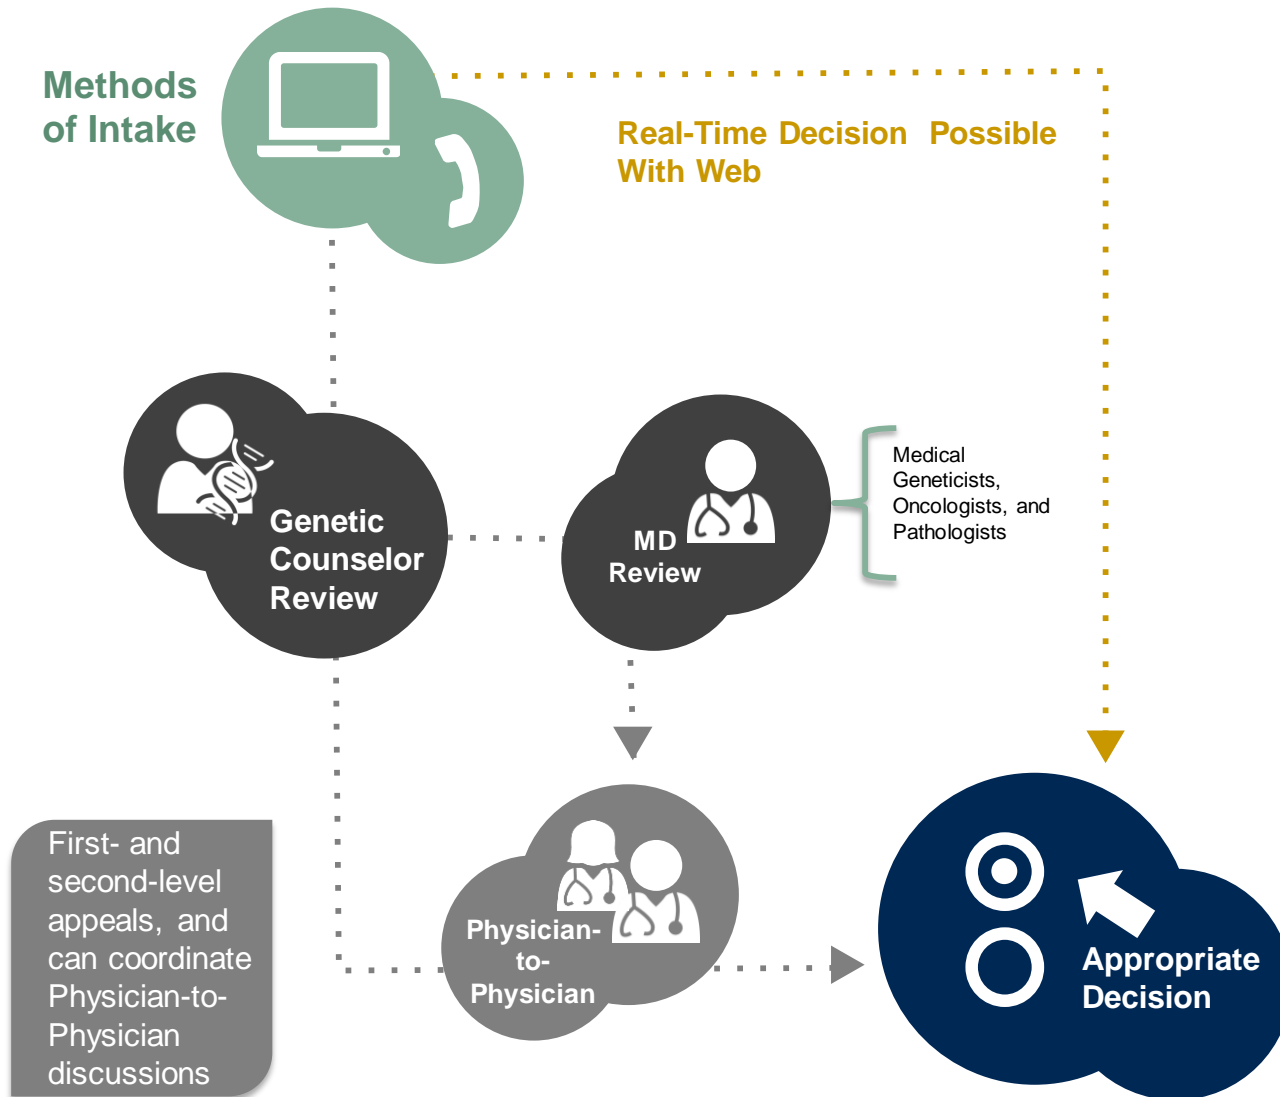 Methods
of Intake
Real-Time Decision Possible
With Web
Genetic
Counselor
Review
MD
Review
Medical
Geneticists,
Oncologists, and
Pathologists
First- and
second-level
appeals, and
can coordinate
Physician-to-
Physician
discussions
Physician-
to-
Physician
Appropriate
Decision